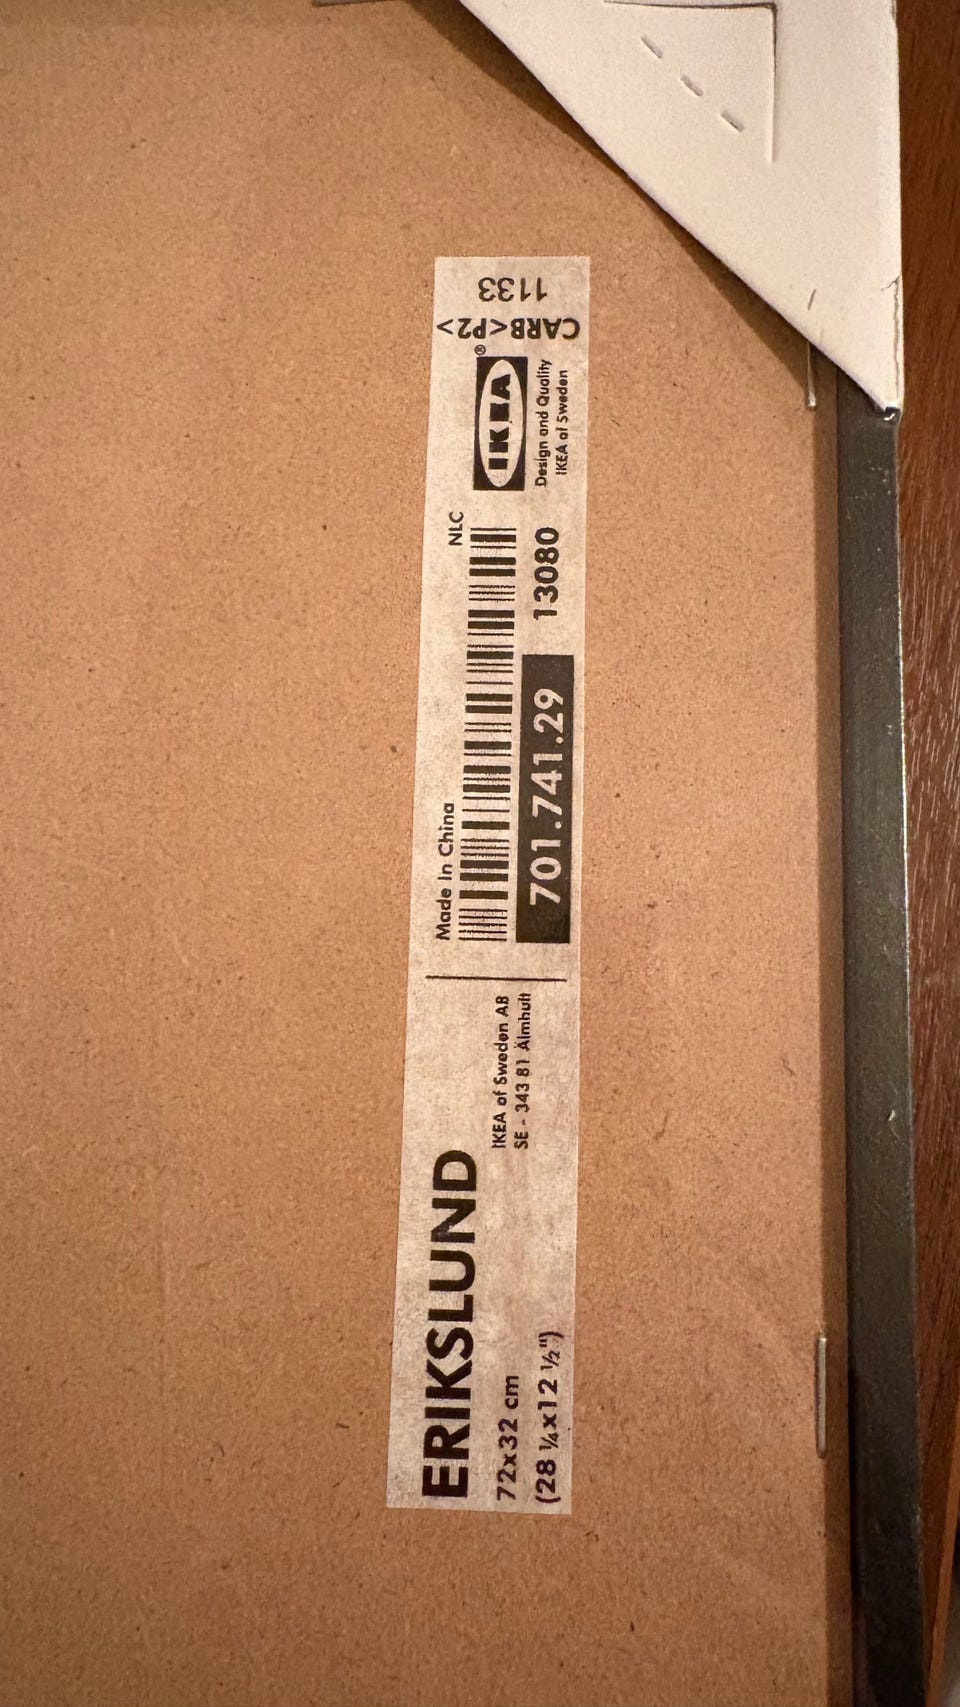 ERIKSLUND
72x32 cm
(28 ¼x12 ½")
IKEA of Sweden AB
SE - 343 81 Älmhult
Made in China
NLC
701.741.29
13080
IKEA®
Design and Quality
IKEA of Sweden
CARB<P2>
1133